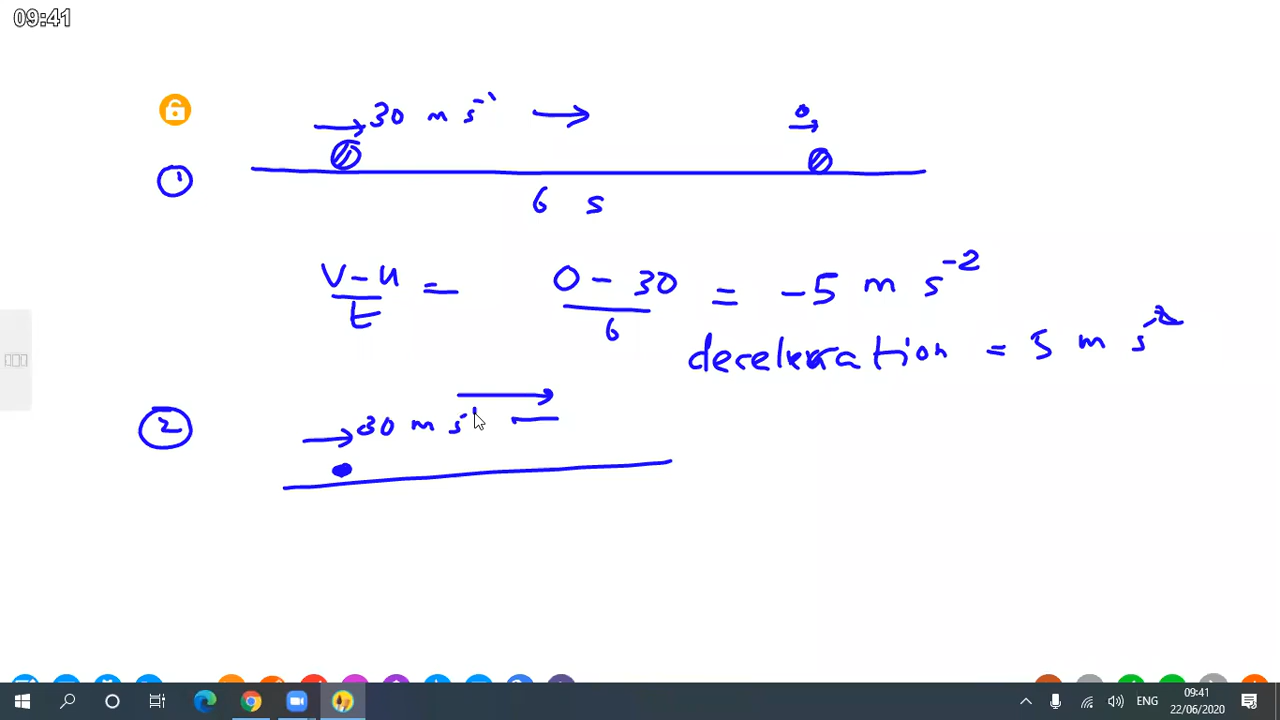 09:41
30 m s⁻¹ → 0
①
6 s
v-u/t = 0-30/6 = -5 m s⁻²
deceleration = 5 m s⁻²
② 30 m s⁻¹
ENG
09:41
22/06/2020